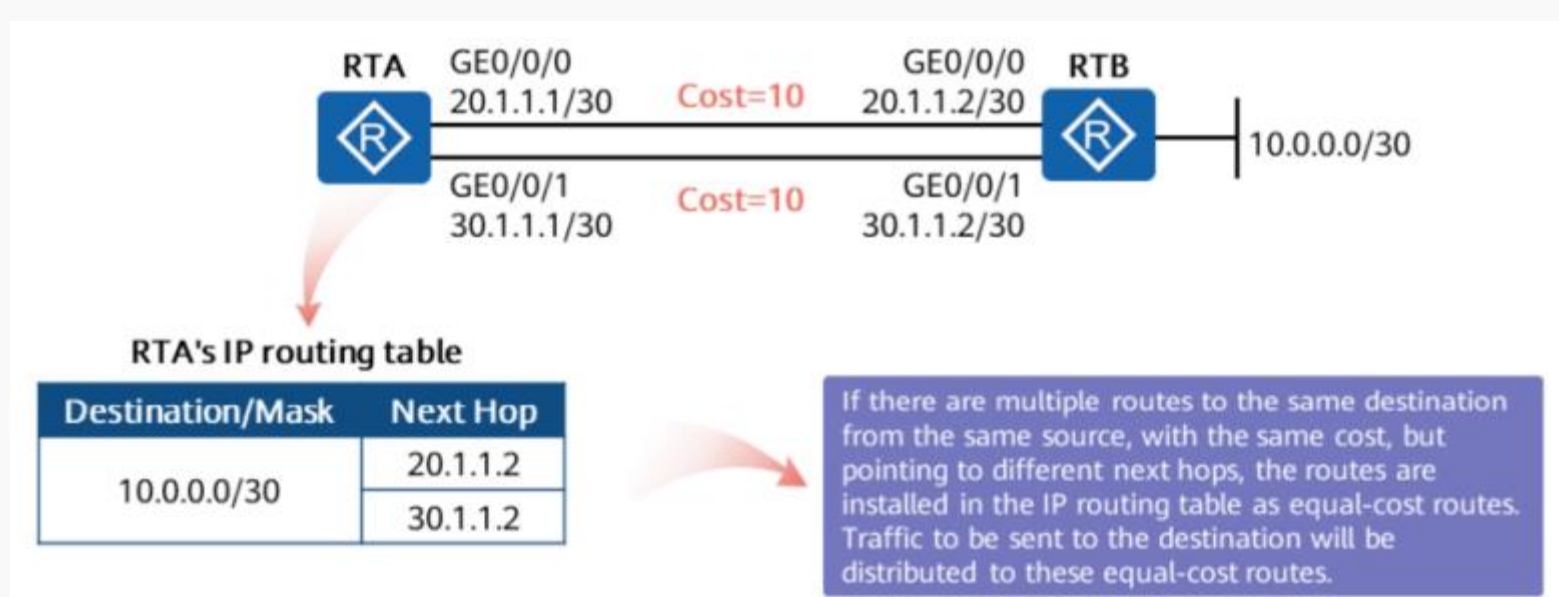 RTA
GE0/0/0
20.1.1.1/30
Cost=10
GE0/0/0
20.1.1.2/30
RTB
R
R
10.0.0.0/30
GE0/0/1
30.1.1.1/30
Cost=10
GE0/0/1
30.1.1.2/30
RTA's IP routing table
Destination/Mask Next Hop
10.0.0.0/30
20.1.1.2
30.1.1.2
If there are multiple routes to the same destination
from the same source, with the same cost, but
pointing to different next hops, the routes are
installed in the IP routing table as equal-cost routes.
Traffic to be sent to the destination will be
distributed to these equal-cost routes.